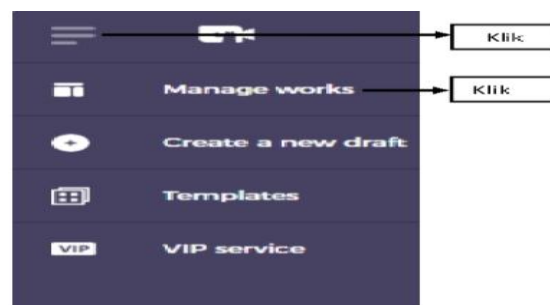 Klik
Manage works
Klik
Create a new draft
Templates
VIP
VIP service